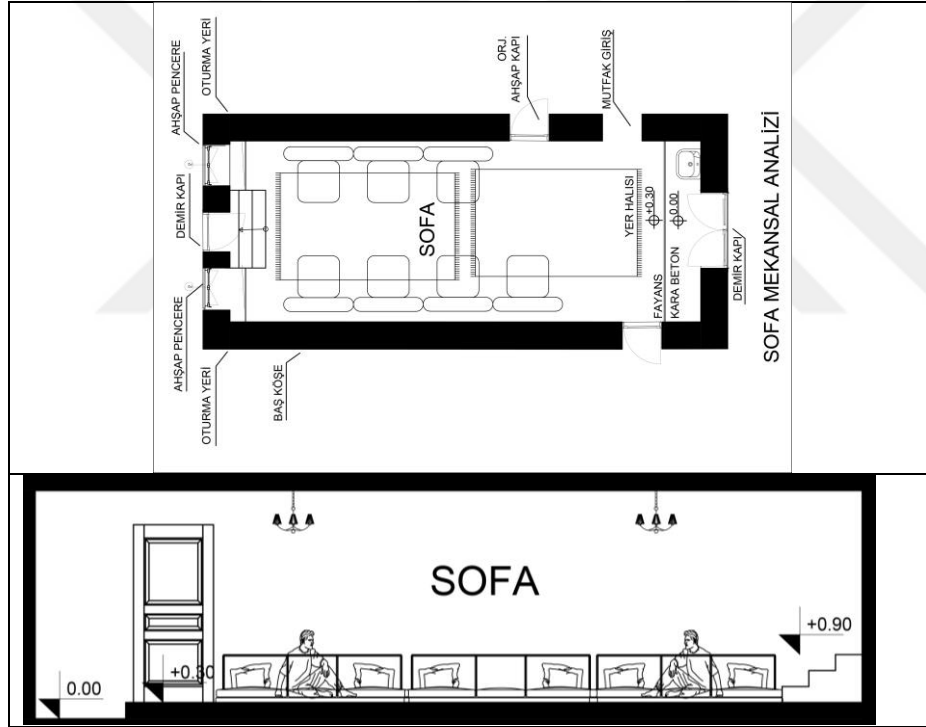 AHŞAP PENCERE
OTURMA YERİ
DEMİR KAPI
AHŞAP PENCERE
OTURMA YERİ
BAŞ KÖŞE
ORJ.
AHŞAP KAPI
MUTFAK GİRİŞ
SOFA
YER HALISI
+0.30
0.00
FAYANS
KARA BETON
DEMİR KAPI
SOFA MEKANSAL ANALİZİ
SOFA
0.00
+0.30
+0.90